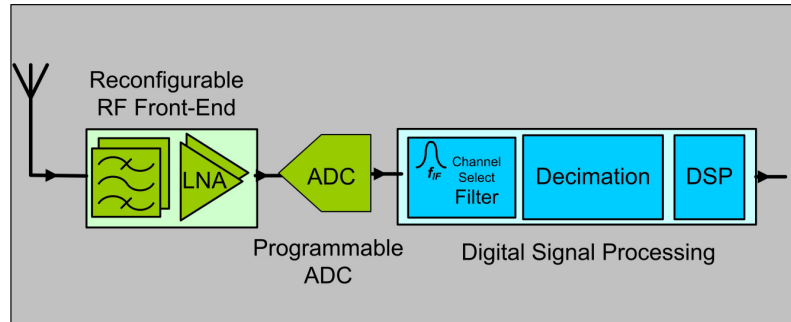 Reconfigurable
RF Front-End
LNA
ADC
Programmable
ADC
f_IF
Channel
Select
Filter
Decimation
DSP
Digital Signal Processing